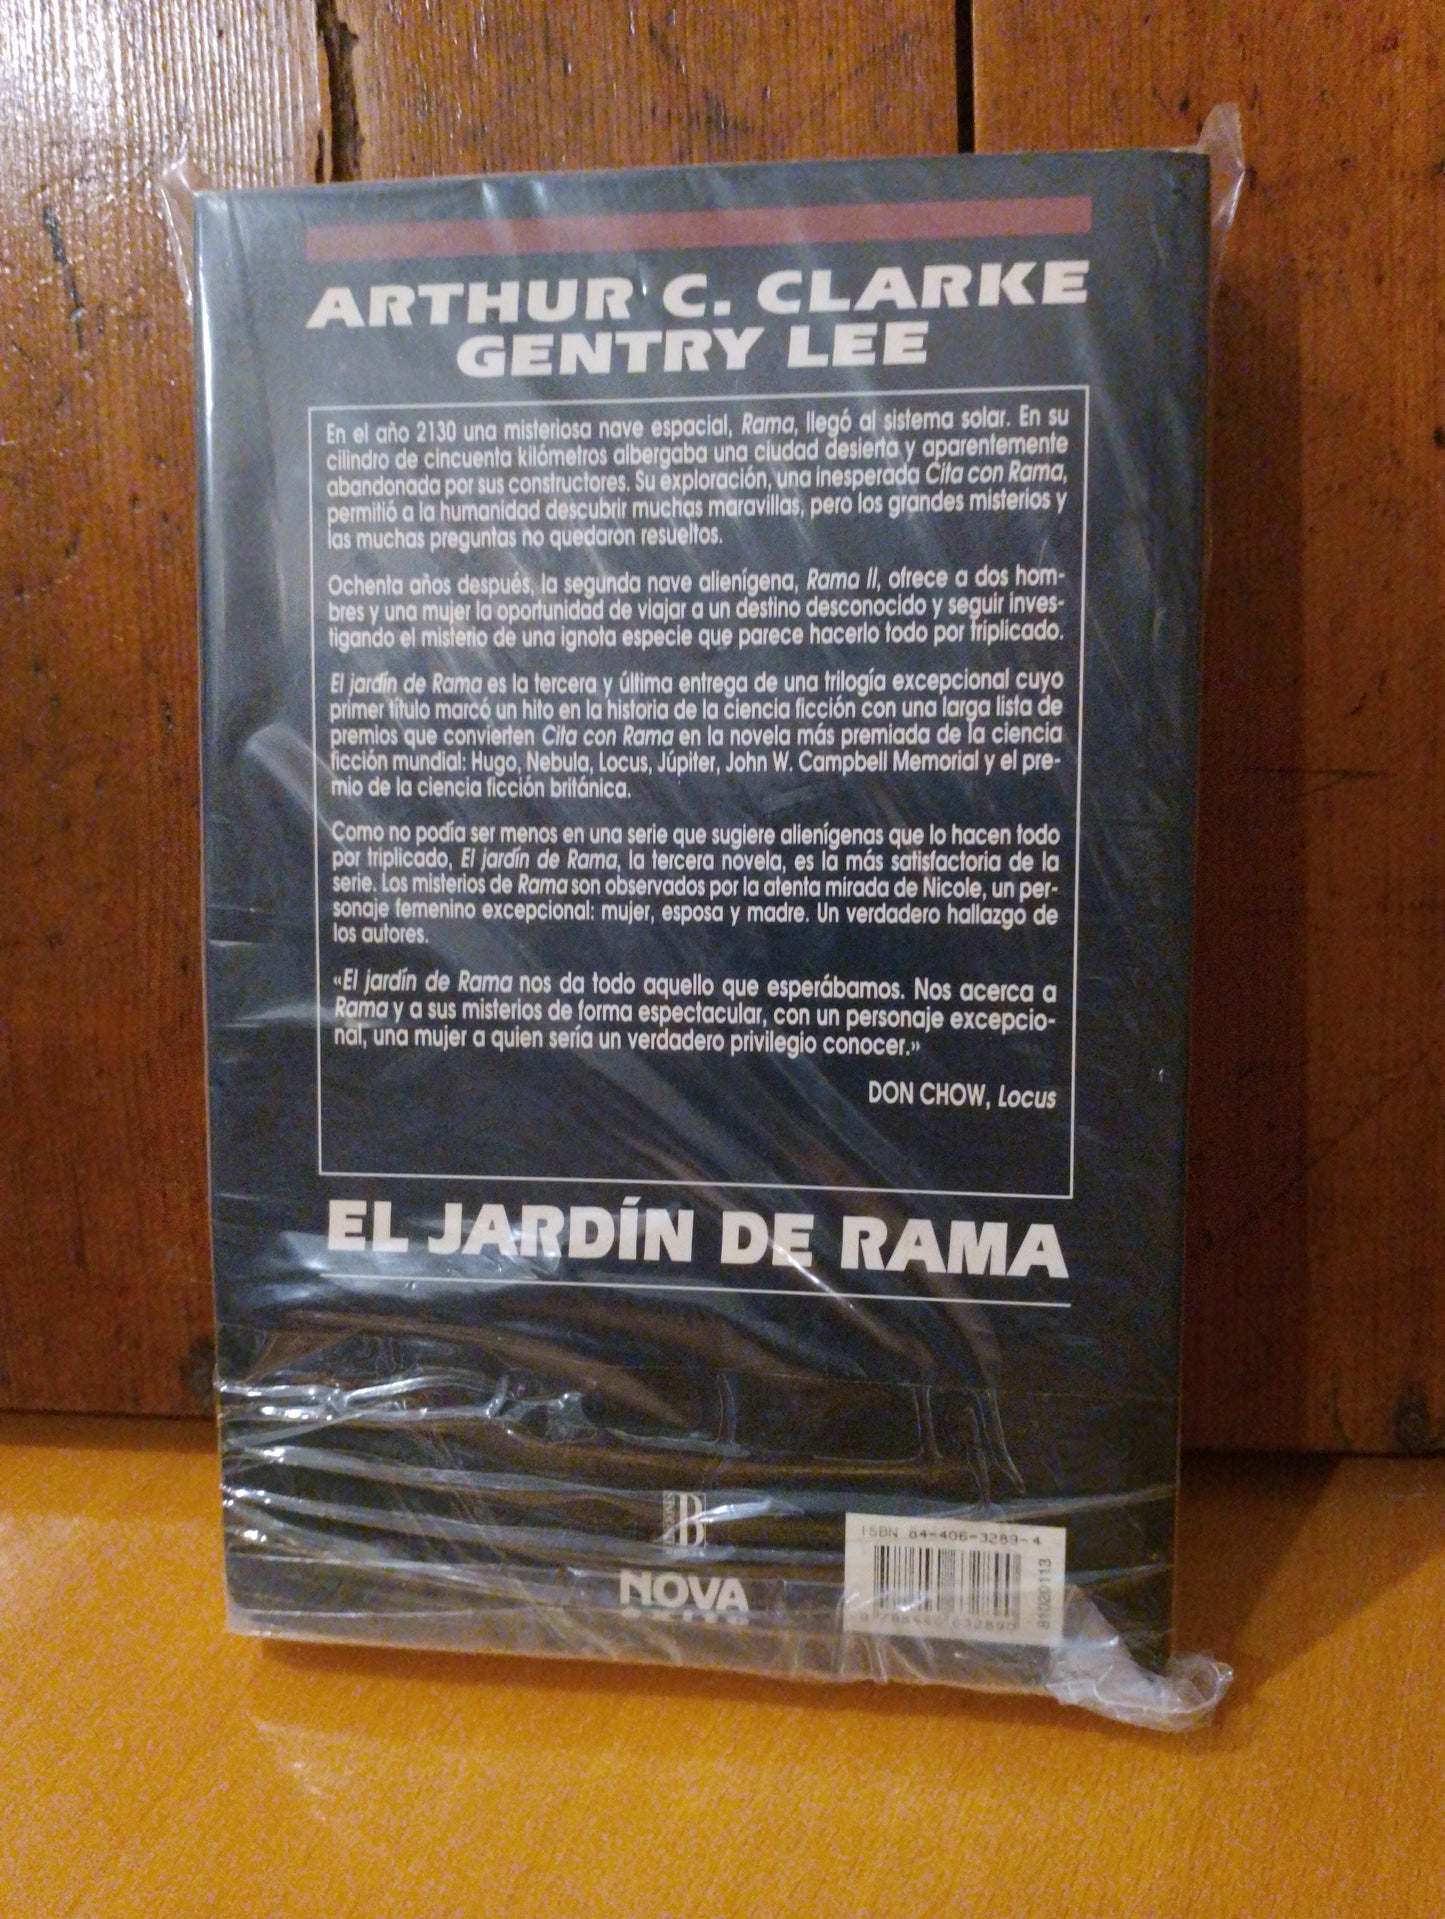 ARTHUR C. CLARKE
GENTRY LEE
En el año 2130 una misteriosa nave espacial, Rama, llegó al sistema solar. En su
cilindro de cincuenta kilómetros albergaba una ciudad desierta y aparentemente
abandonada por sus constructores. Su exploración, una inesperada Cita con Rama,
permitió a la humanidad descubrir muchas maravillas, pero los grandes misterios y
las muchas preguntas no quedaron resueltos.
Ochenta años después, la segunda nave alienígena, Rama II, ofrece a dos hom-
bres y una mujer la oportunidad de viajar a un destino desconocido y seguir inves-
tigando el misterio de una ignota especie que parece hacerlo todo por triplicado.
El jardín de Rama es la tercera y última entrega de una trilogía excepcional cuyo
primer título marcó un hito en la historia de la ciencia ficción con una larga lista de
premios que convierten Cita con Rama en la novela más premiada de la ciencia
ficción mundial: Hugo, Nebula, Locus, Júpiter, John W. Campbell Memorial y el pre-
mio de la ciencia ficción británica.
Como no podía ser menos en una serie que sugiere alienígenas que lo hacen todo
por triplicado, El jardín de Rama, la tercera novela, es la más satisfactoria de la
serie. Los misterios de Rama son observados por la atenta mirada de Nicole, un per-
sonaje femenino excepcional: mujer, esposa y madre. Un verdadero hallazgo de
los autores.
«El jardín de Rama nos da todo aquello que esperábamos. Nos acerca a
Rama y a sus misterios de forma espectacular, con un personaje excepcio-
nal, una mujer a quien sería un verdadero privilegio conocer.»
DON CHOW, Locus
EL JARDÍN DE RAMA
B
NOVA
ISBN 84-406-3289-4
81020113